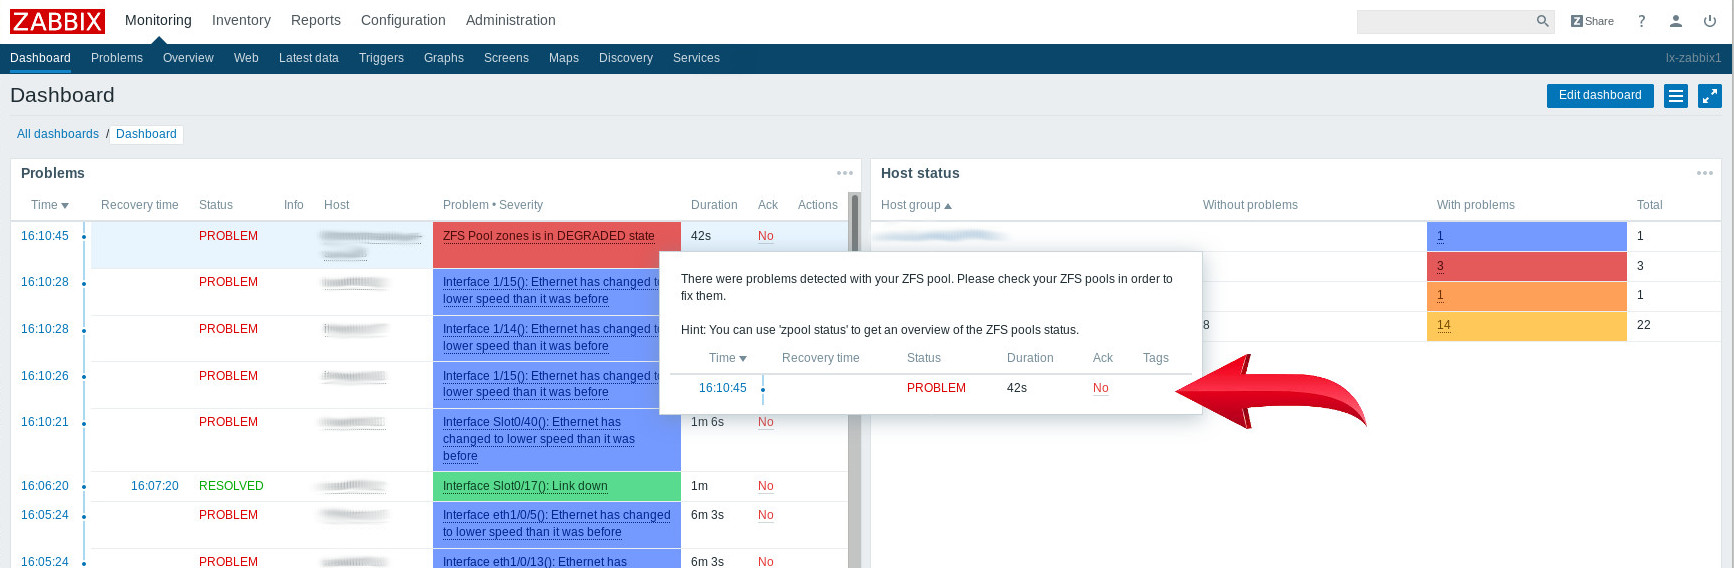 ZABBIX Monitoring Inventory Reports Configuration Administration Z Share ?
Dashboard Problems Overview Web Latest data Triggers Graphs Screens Maps Discovery Services lx-zabbix1
Dashboard Edit dashboard
All dashboards / Dashboard
Problems
Time Recovery time Status Info Host Problem • Severity Duration Ack Actions
16:10:45 PROBLEM ZFS Pool zones is in DEGRADED state 42s No
16:10:28 PROBLEM Interface 1/15(): Ethernet has changed
lower speed than it was before
16:10:28 PROBLEM Interface 1/14(): Ethernet has changed
lower speed than it was before
16:10:26 PROBLEM Interface 1/15(): Ethernet has changed
lower speed than it was before
16:10:21 PROBLEM Interface Slot0/40(): Ethernet has 1m 6s No
changed to lower speed than it was
before
16:06:20 16:07:20 RESOLVED Interface Slot0/17(): Link down 1m No
16:05:24 PROBLEM Interface eth1/0/5(): Ethernet has changed 6m 3s No
to lower speed than it was before
16:05:24 PROBLEM Interface eth1/0/13(): Ethernet has 6m 3s No
There were problems detected with your ZFS pool. Please check your ZFS pools in order to
fix them.
Hint: You can use 'zpool status' to get an overview of the ZFS pools status.
Time Recovery time Status Duration Ack Tags
16:10:45 PROBLEM 42s No
Host status
Host group Without problems With problems Total
1 1
3 3
1 1
8 14 22